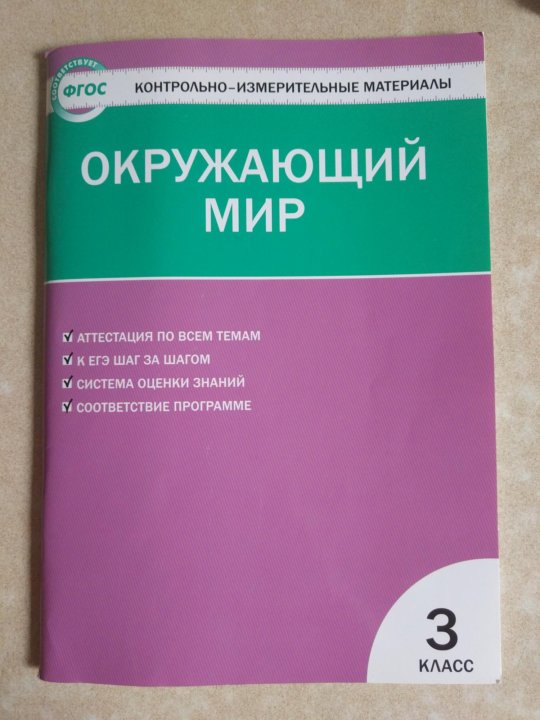 СООТВЕТСТВУЕТ
ФГОС
КОНТРОЛЬНО-ИЗМЕРИТЕЛЬНЫЕ МАТЕРИАЛЫ
ОКРУЖАЮЩИЙ
МИР
АТТЕСТАЦИЯ ПО ВСЕМ ТЕМАМ
К ЕГЭ ШАГ ЗА ШАГОМ
СИСТЕМА ОЦЕНКИ ЗНАНИЙ
СООТВЕТСТВИЕ ПРОГРАММЕ
3
КЛАСС